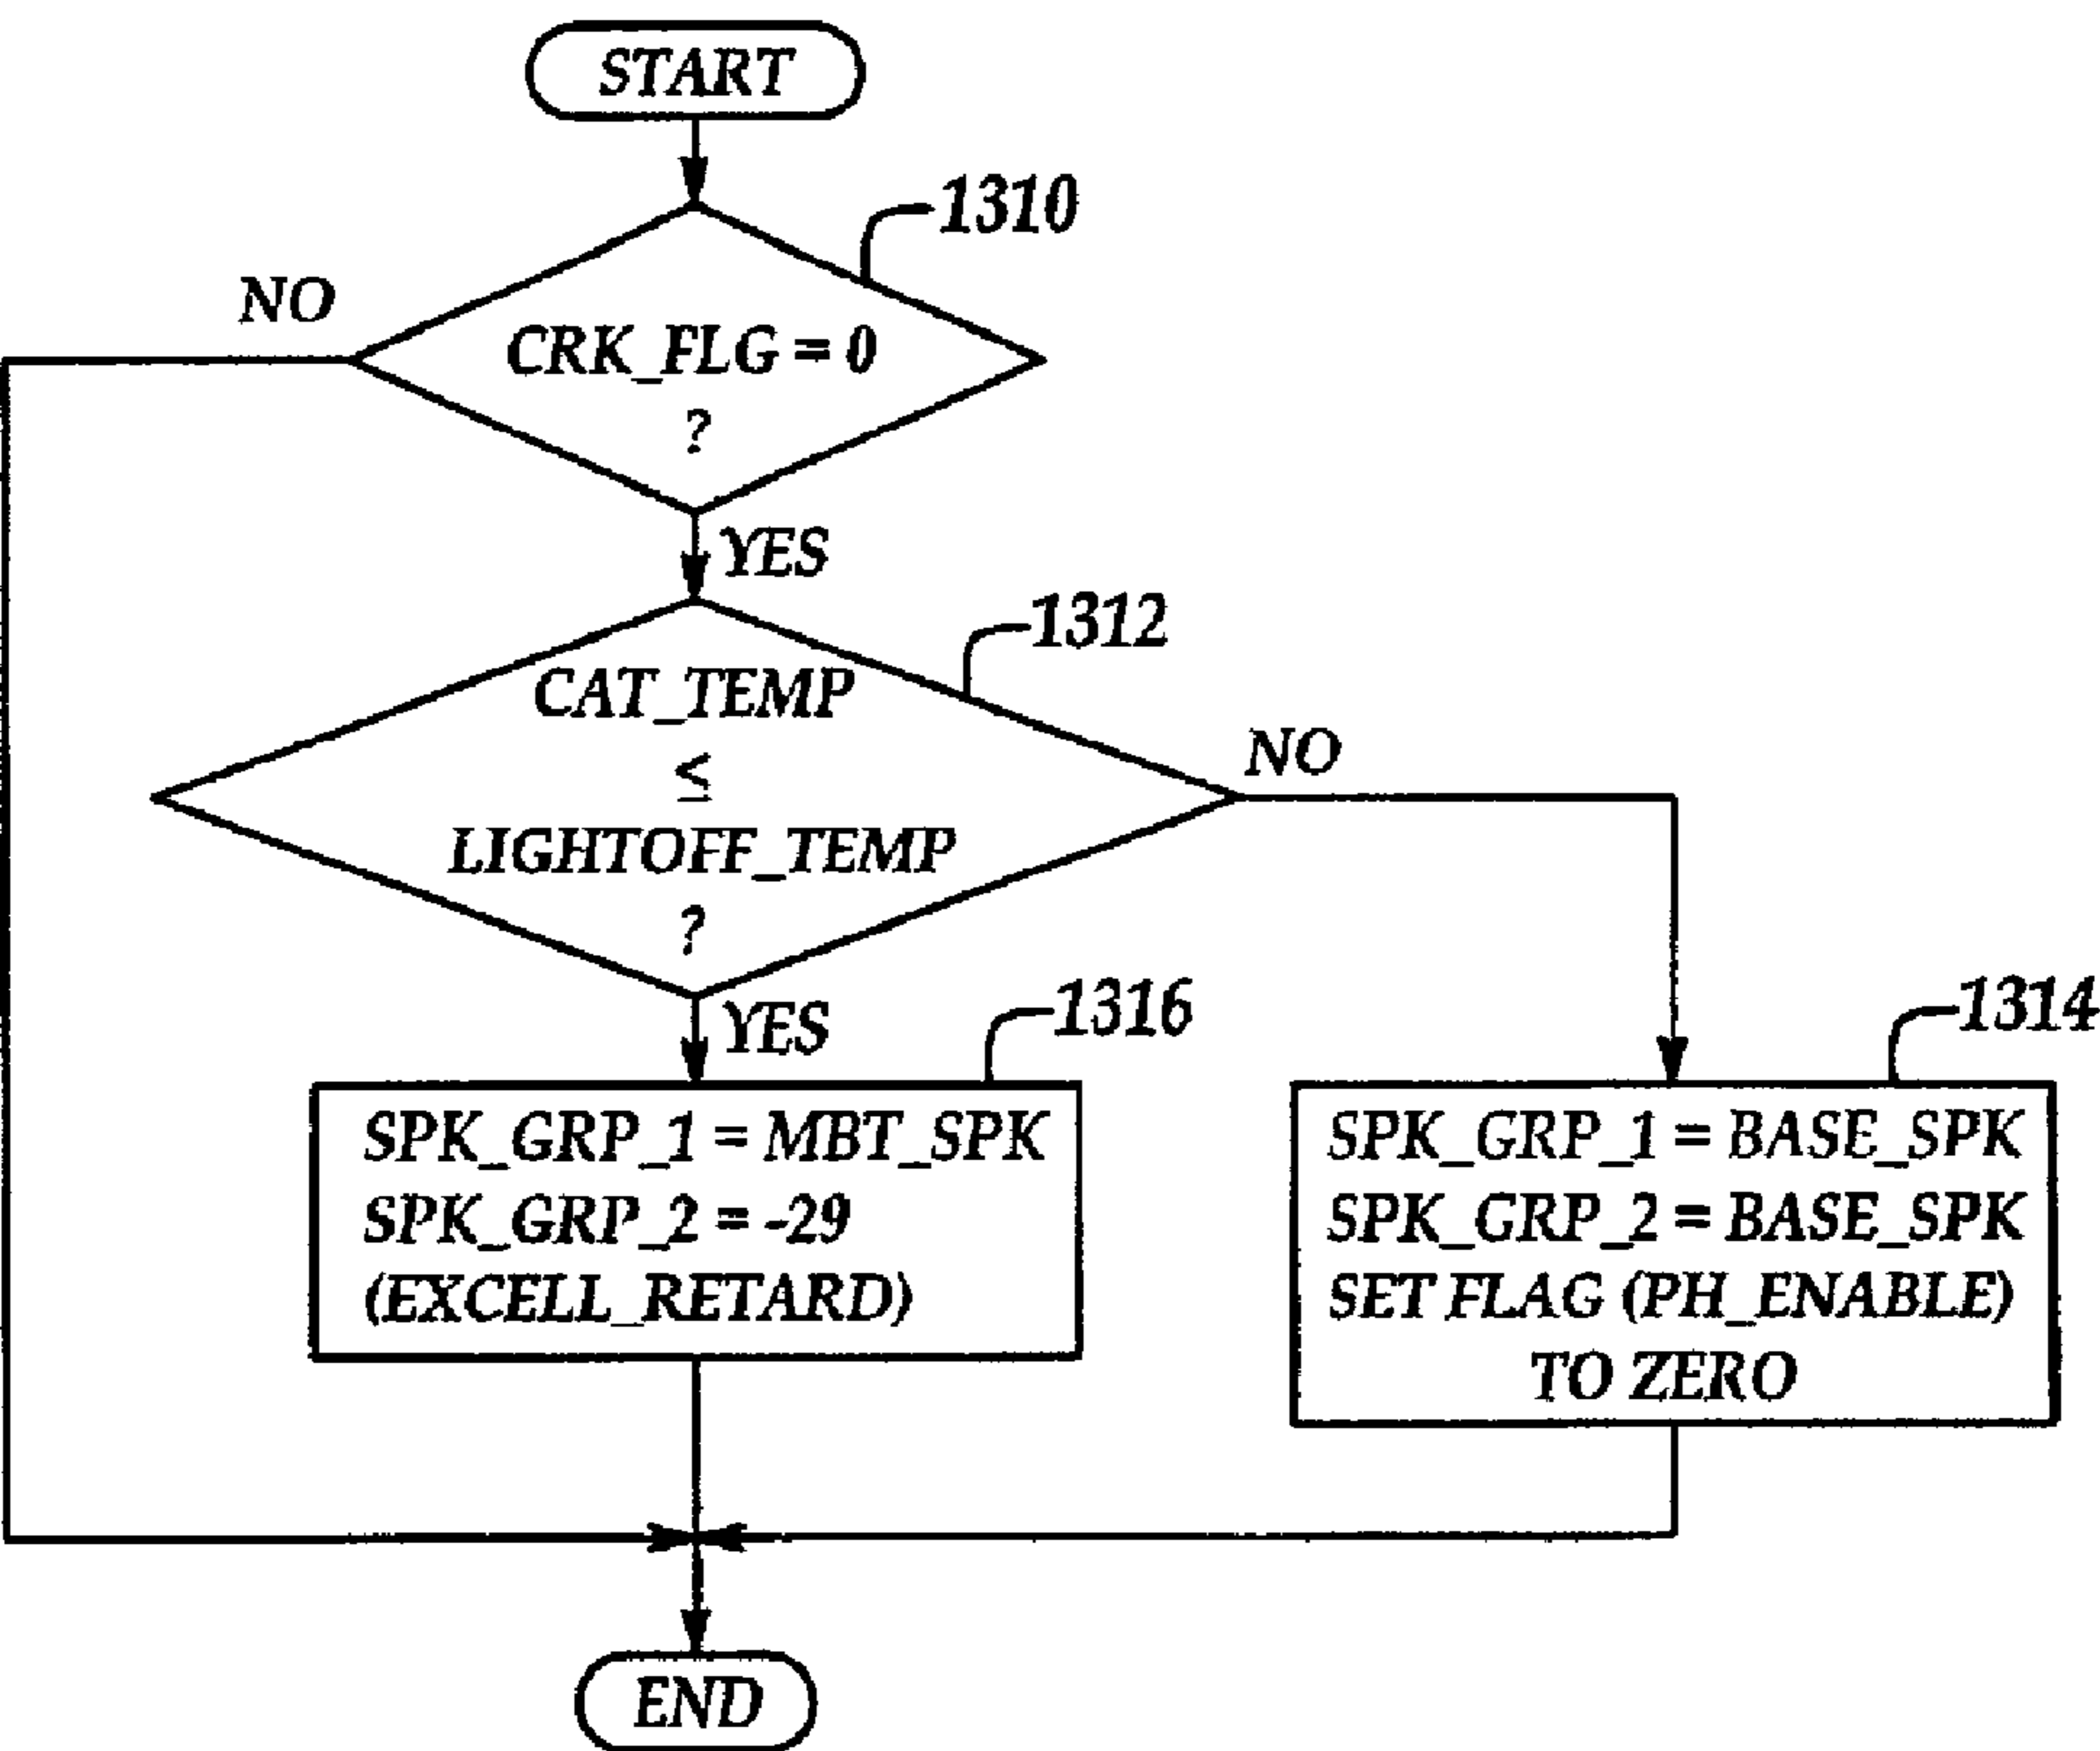 START
1310
NO
CRK_FLG = 0
?
YES
1312
CAT_TEMP
≤
LIGHTOFF_TEMP
?
NO
YES
1316
1314
SPK_GRP_1 = MBT_SPK
SPK_GRP_2 = -29
(EXCELL_RETARD)
SPK_GRP_1 = BASE_SPK
SPK_GRP_2 = BASE_SPK
SET FLAG (PH_ENABLE)
TO ZERO
END